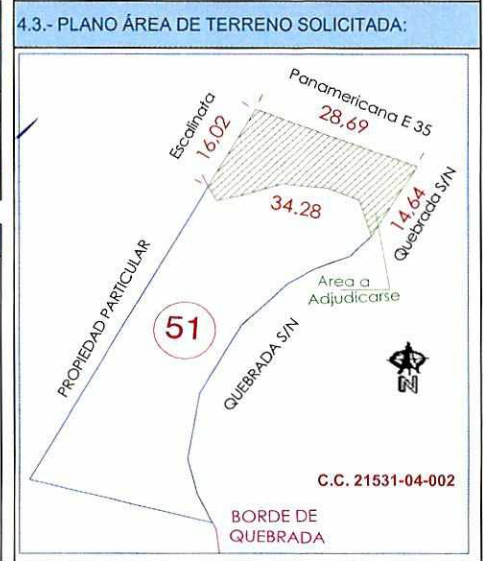 4.3.- PLANO ÁREA DE TERRENO SOLICITADA:
Panamericana E 35
28,69
Escalinata
16,02
34.28
14,64
Quebrada S/N
Area a
Adjudicarse
PROPIEDAD PARTICULAR
51
QUEBRADA S/N
N
C.C. 21531-04-002
BORDE DE
QUEBRADA